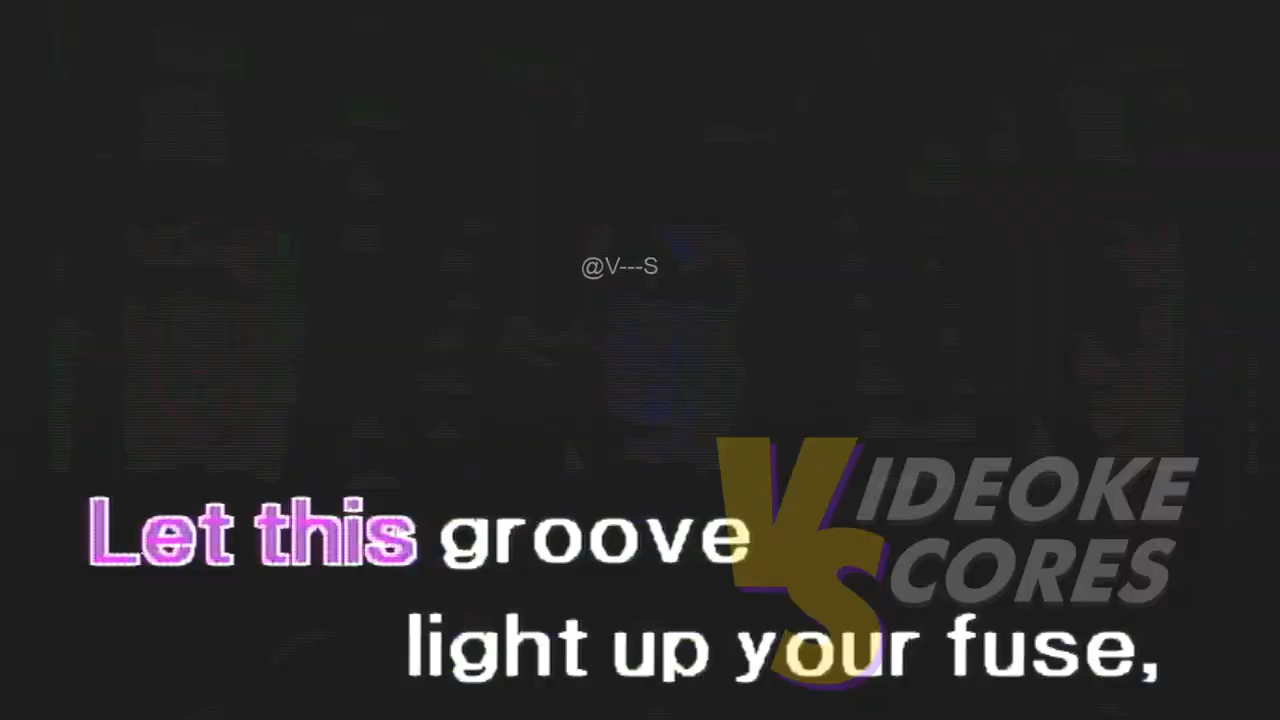 @V---S
VIDEOKE
SCORES
Let this groove
light up your fuse,